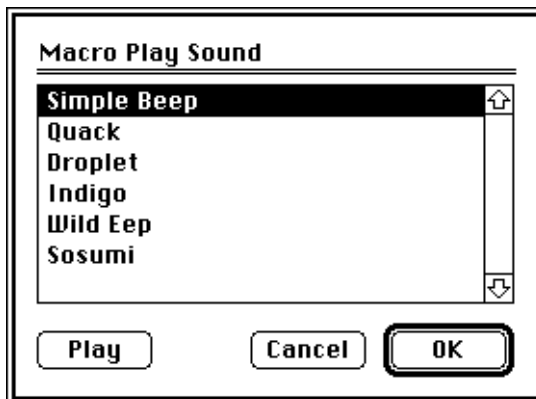 Macro Play Sound
Simple Beep
Quack
Droplet
Indigo
Wild Eep
Sosumi
Play Cancel OK